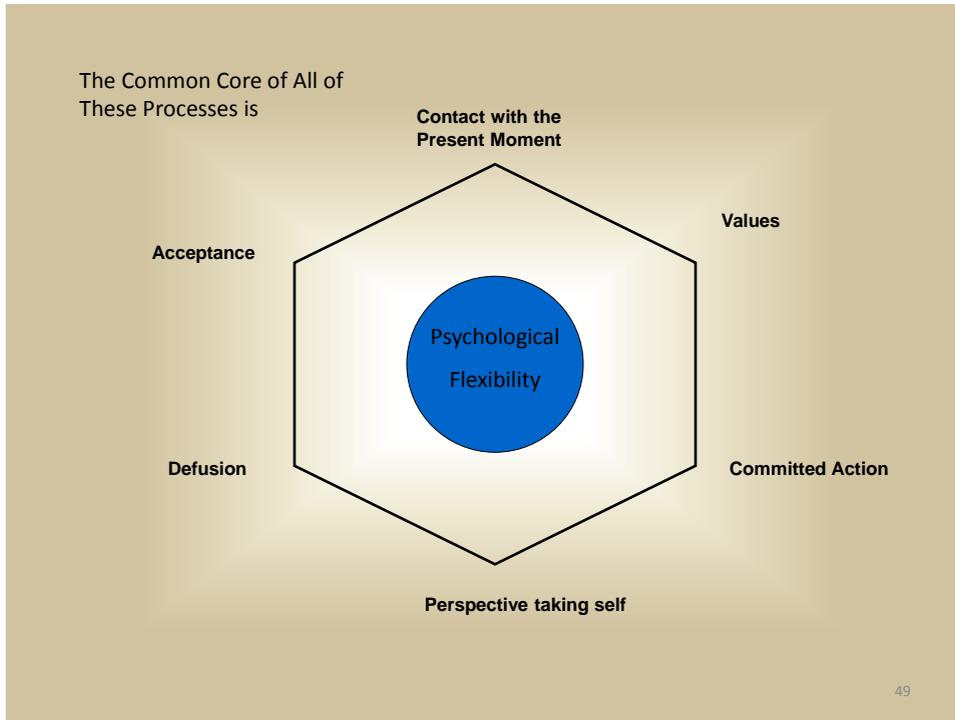 The Common Core of All of
These Processes is
Contact with the
Present Moment
Values
Acceptance
Psychological
Flexibility
Defusion
Committed Action
Perspective taking self
49